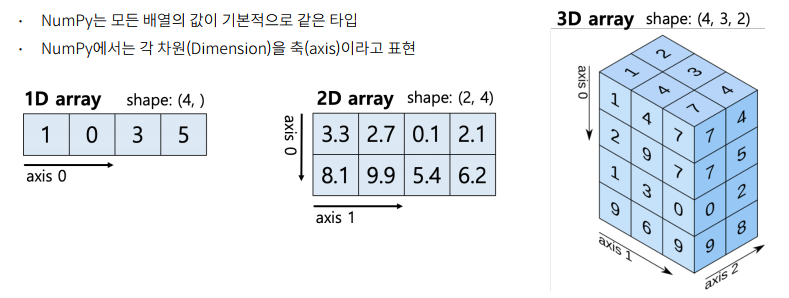 · NumPy는 모든 배열의 값이 기본적으로 같은 타입
· NumPy에서는 각 차원(Dimension)을 축(axis)이라고 표현
1D array shape: (4, )
1 0 3 5
axis 0
2D array shape: (2, 4)
axis 0
3.3 2.7 0.1 2.1
8.1 9.9 5.4 6.2
axis 1
3D array shape: (4, 3, 2)
axis 0
1 2
4 3
7 4
1 4 7 7 4
2 9 7 7 5
1 3 0 0 2
9 6 9 9 8
axis 1
axis 2